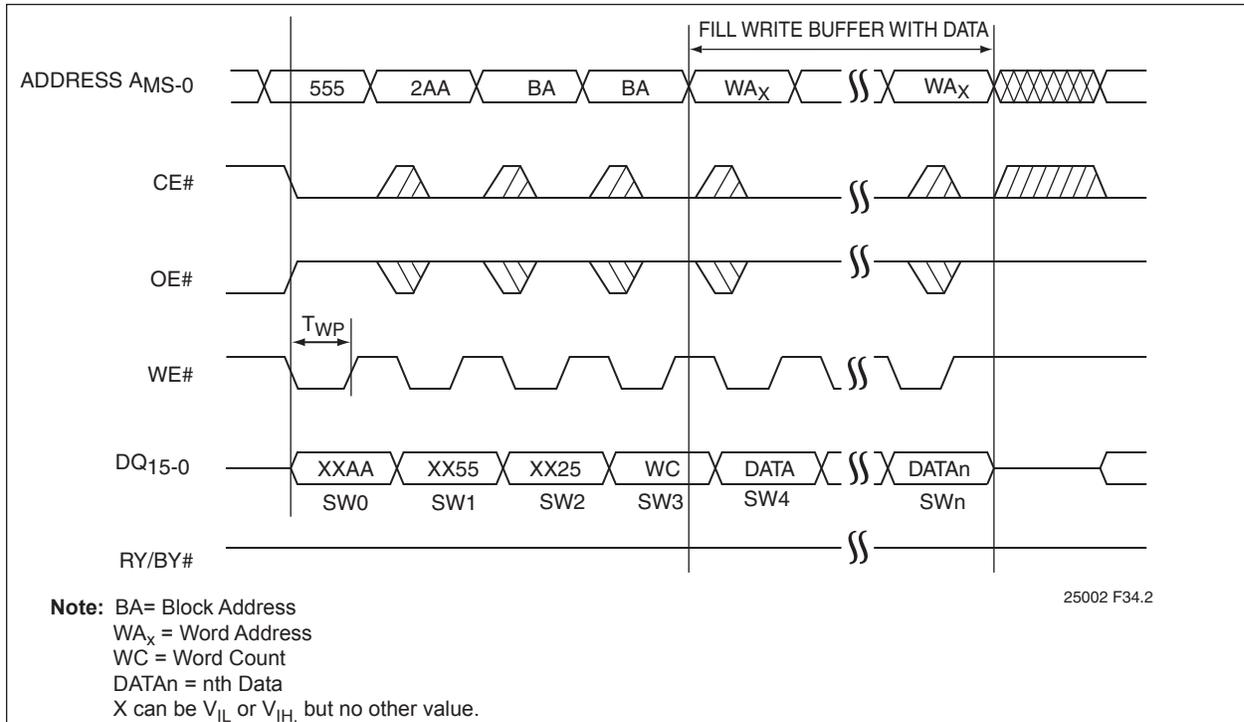 FILL WRITE BUFFER WITH DATA
ADDRESS AMS-0
555 2AA BA BA WAX WAX
CE#
OE#
TWP
WE#
DQ15-0
XXAA XX55 XX25 WC DATA DATAn
SW0 SW1 SW2 SW3 SW4 SWn
RY/BY#
25002 F34.2
Note: BA= Block Address
WAx = Word Address
WC = Word Count
DATAn = nth Data
X can be VIL or VIH, but no other value.